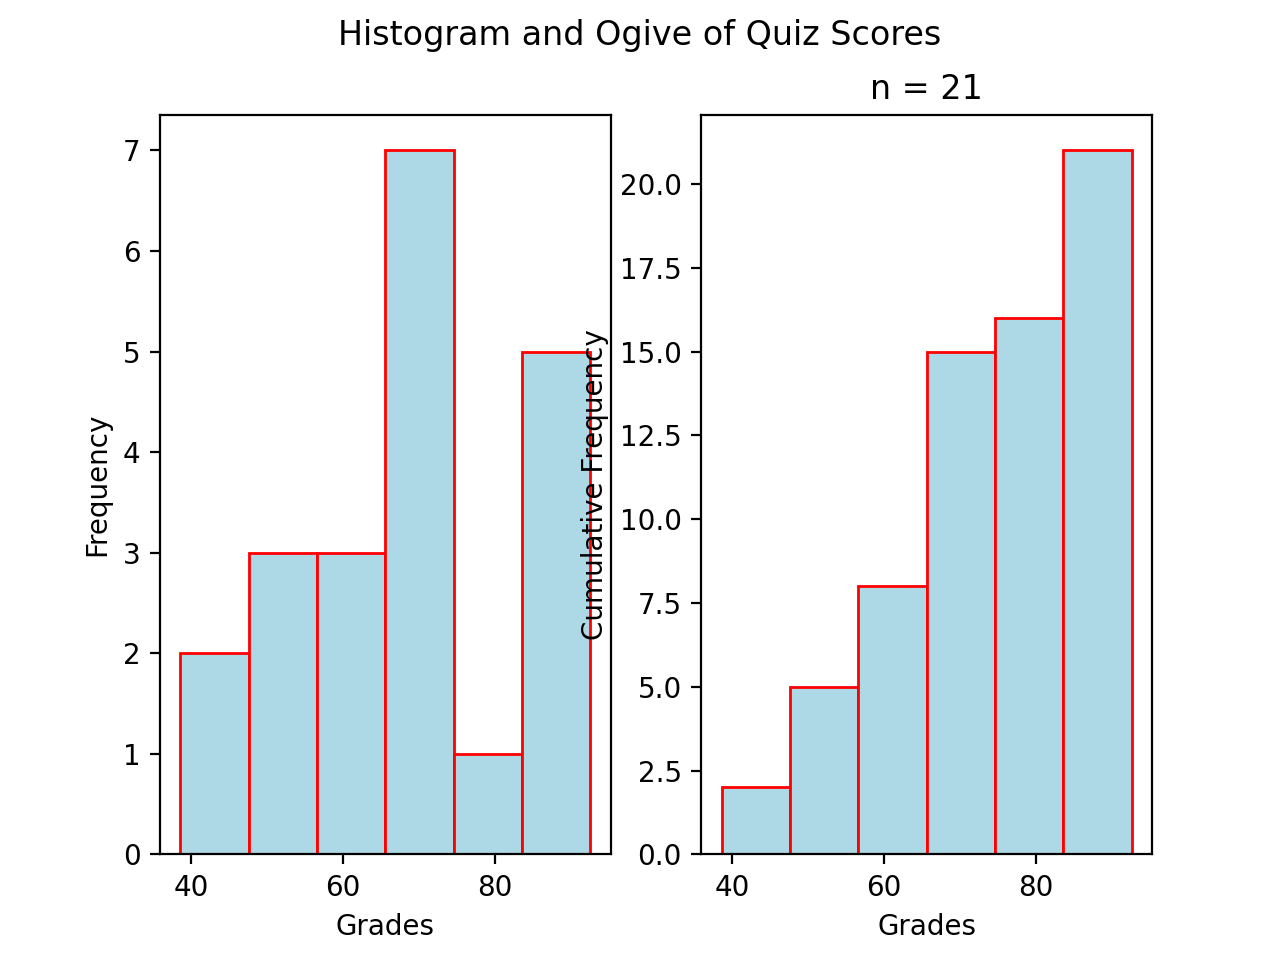 Histogram and Ogive of Quiz Scores
7
6
5
4
3
2
1
0
Frequency
40 60 80
Grades
n = 21
20.0
17.5
15.0
12.5
10.0
7.5
5.0
2.5
0.0
Cumulative Frequency
40 60 80
Grades